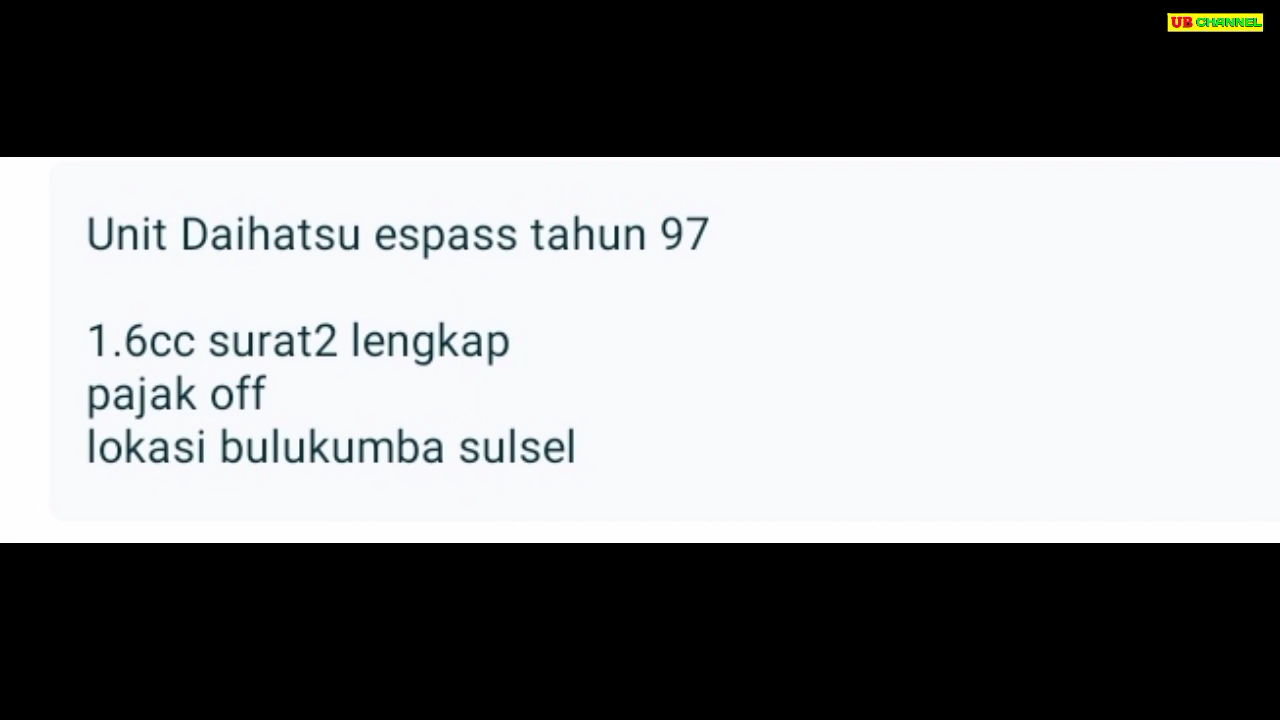 UB CHANNEL
Unit Daihatsu espass tahun 97
1.6cc surat2 lengkap
pajak off
lokasi bulukumba sulsel